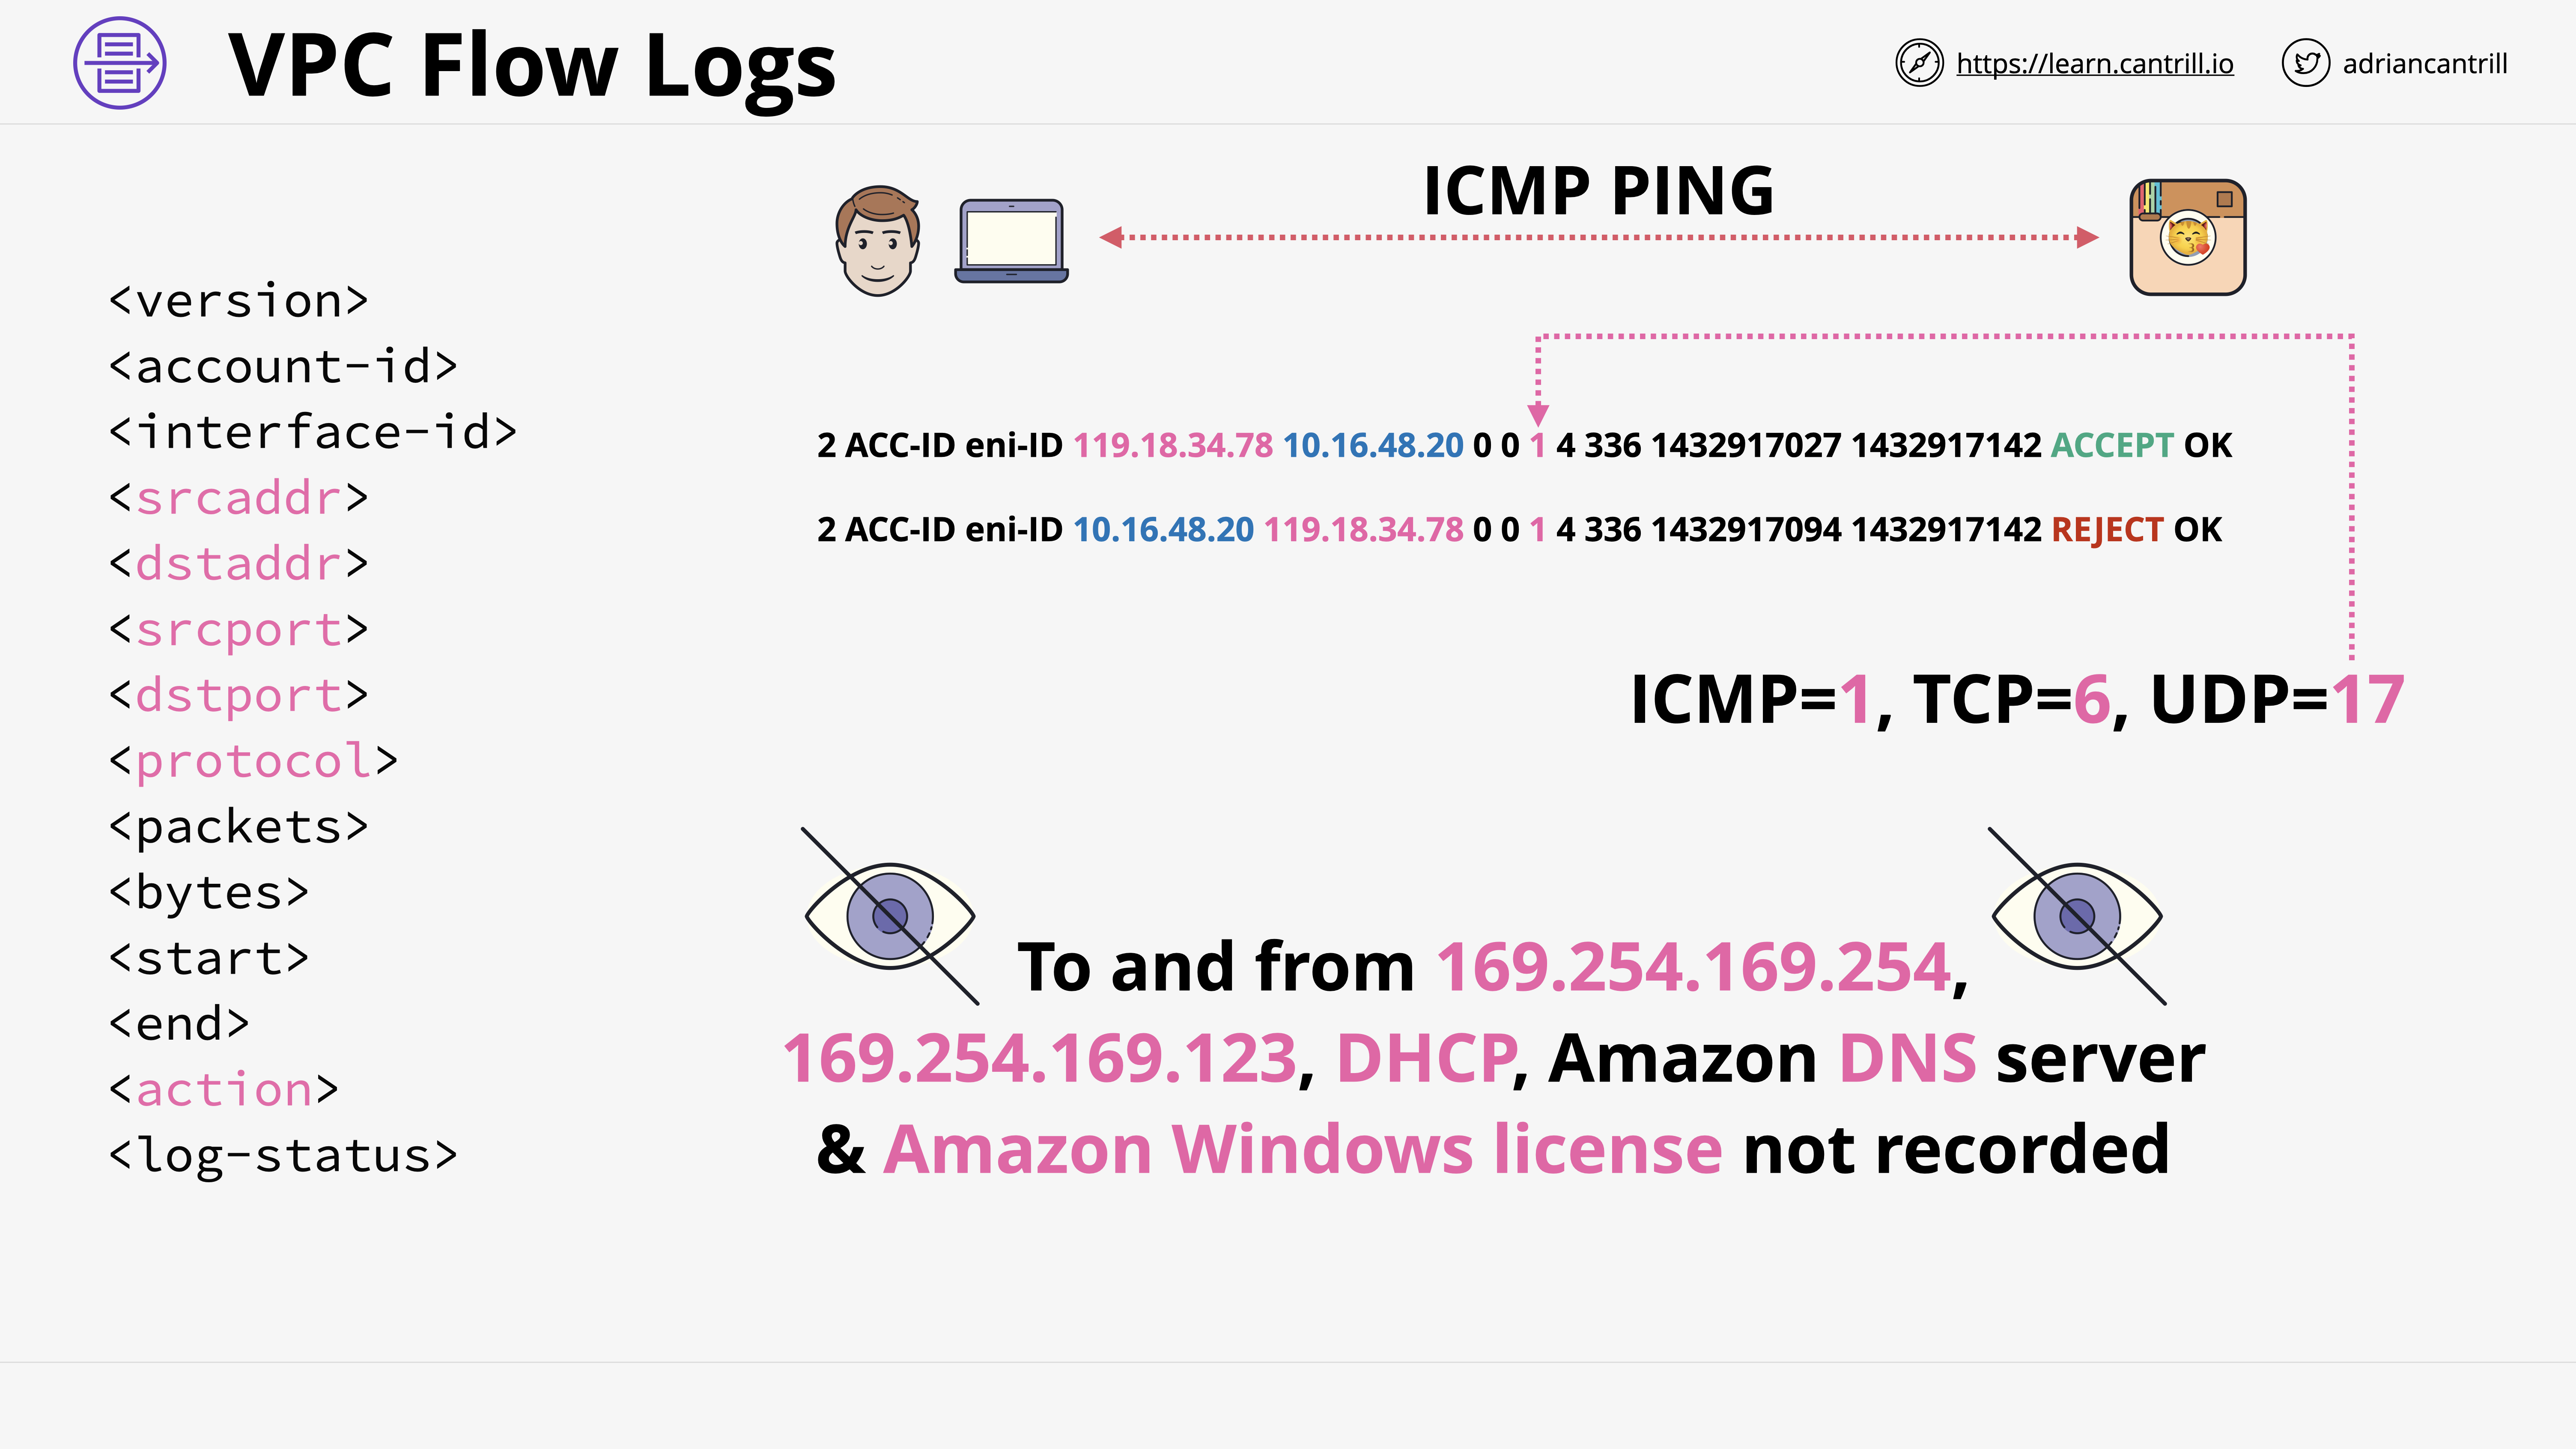 VPC Flow Logs
https://learn.cantrill.io
adriancantrill
ICMP PING
<version>
<account-id>
<interface-id>
<srcaddr>
<dstaddr>
<srcport>
<dstport>
<protocol>
<packets>
<bytes>
<start>
<end>
<action>
<log-status>
2 ACC-ID eni-ID 119.18.34.78 10.16.48.20 0 0 1 4 336 1432917027 1432917142 ACCEPT OK
2 ACC-ID eni-ID 10.16.48.20 119.18.34.78 0 0 1 4 336 1432917094 1432917142 REJECT OK
ICMP=1, TCP=6, UDP=17
To and from 169.254.169.254,
169.254.169.123, DHCP, Amazon DNS server
& Amazon Windows license not recorded